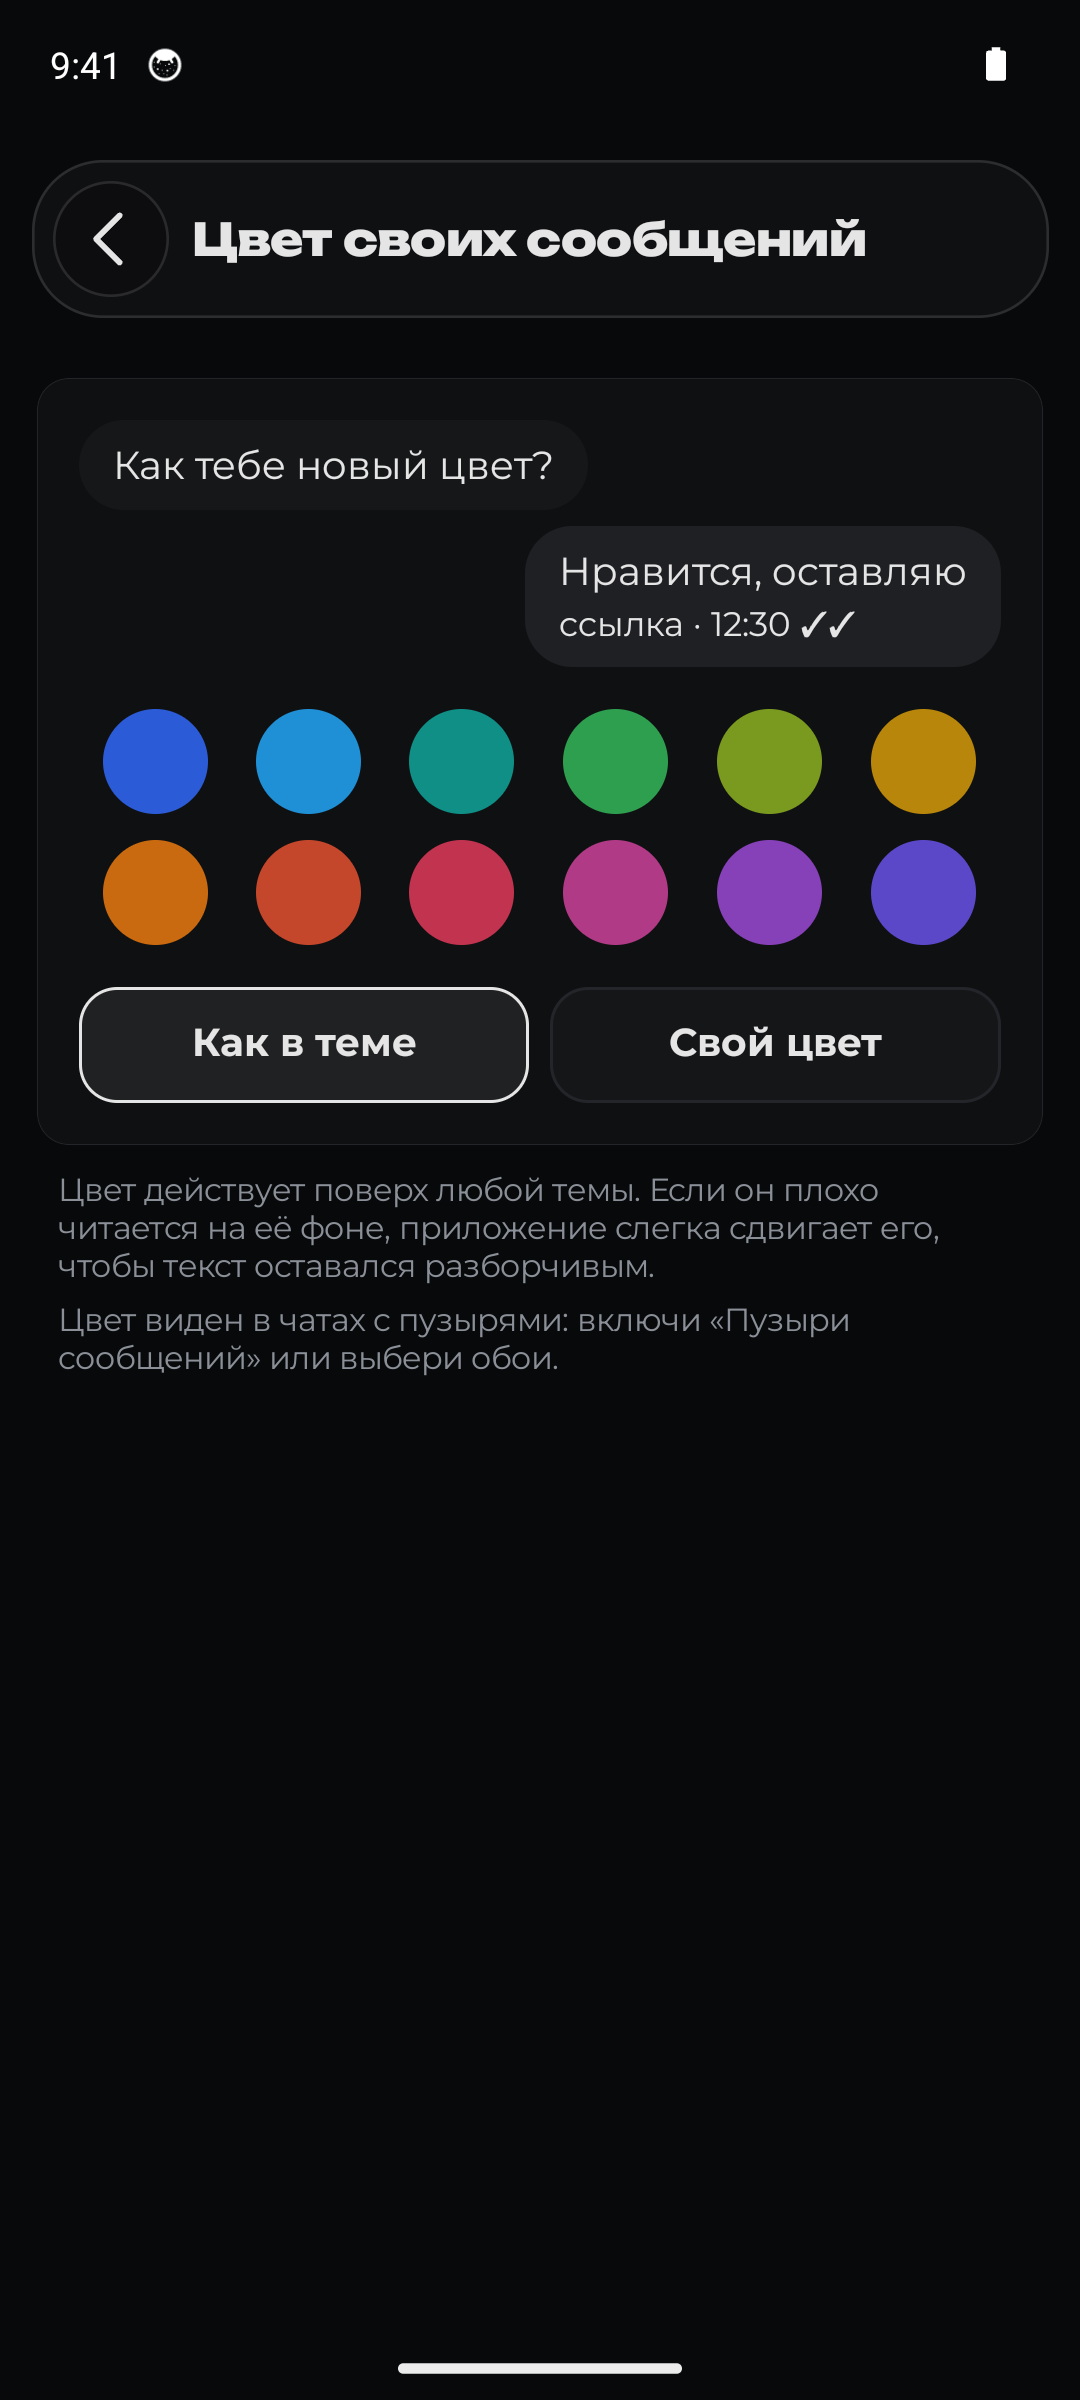 9:41
Цвет своих сообщений
Как тебе новый цвет?
Нравится, оставляю
ссылка · 12:30 ✓✓
Как в теме
Свой цвет
Цвет действует поверх любой темы. Если он плохо
читается на её фоне, приложение слегка сдвигает его,
чтобы текст оставался разборчивым.
Цвет виден в чатах с пузырями: включи «Пузыри
сообщений» или выбери обои.